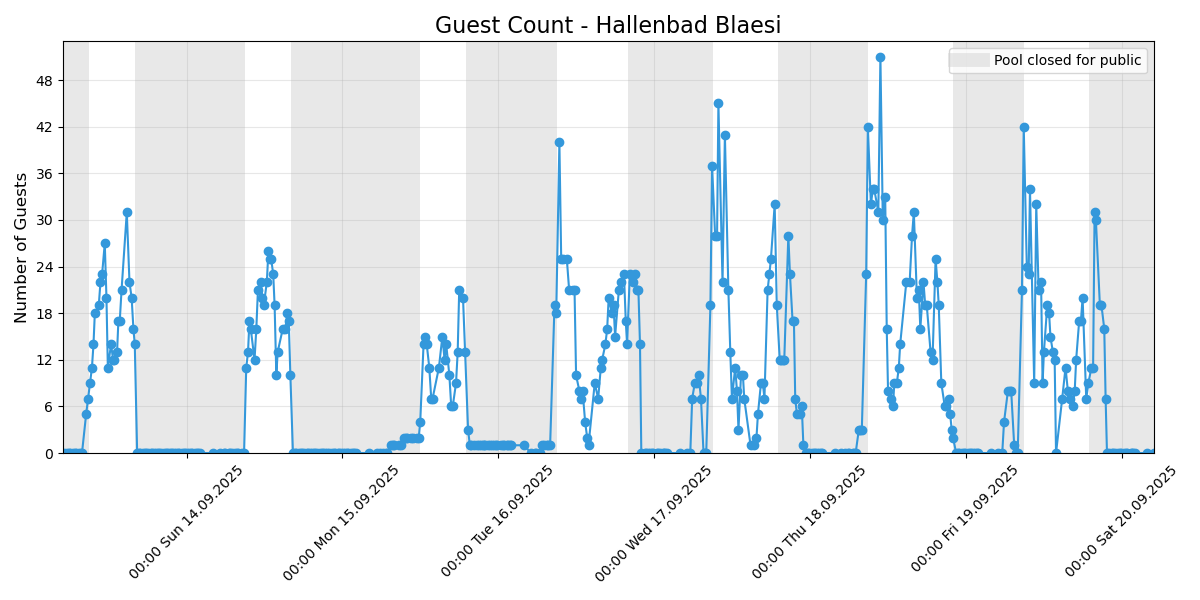 Guest Count - Hallenbad Blaesi
Pool closed for public
Number of Guests
48
42
36
30
24
18
12
6
0
00:00 Sun 14.09.2025
00:00 Mon 15.09.2025
00:00 Tue 16.09.2025
00:00 Wed 17.09.2025
00:00 Thu 18.09.2025
00:00 Fri 19.09.2025
00:00 Sat 20.09.2025